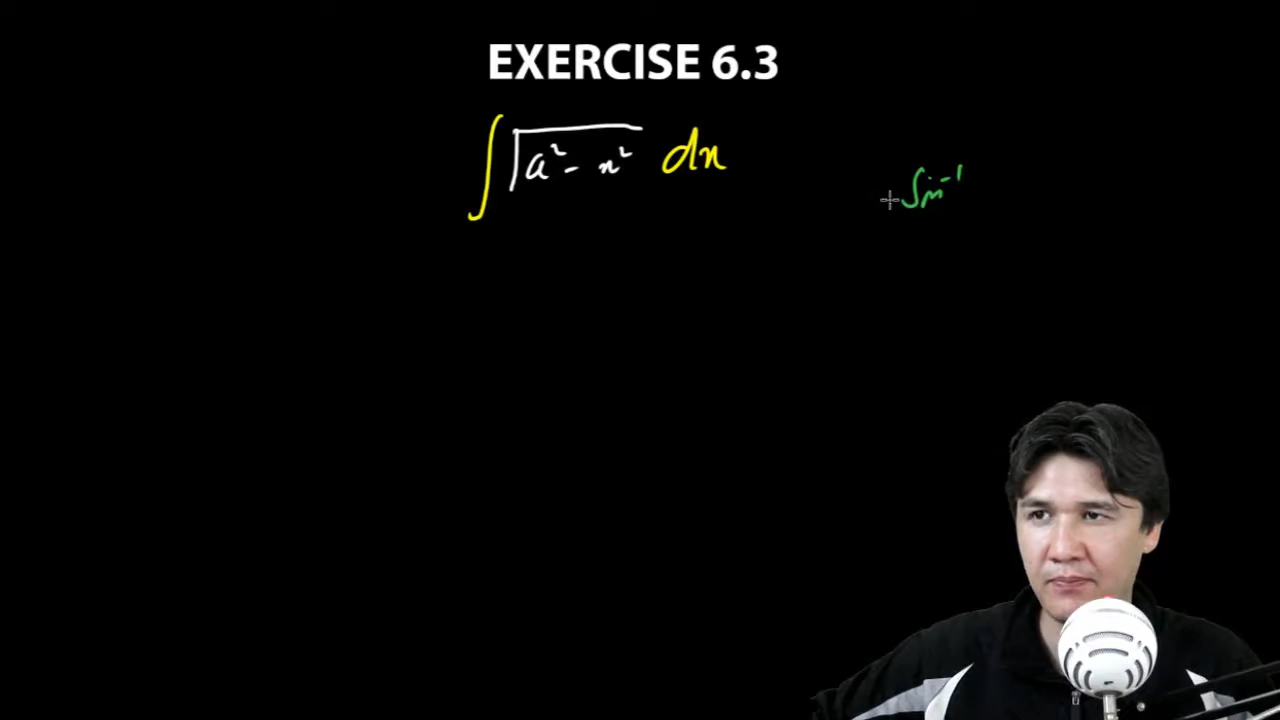 EXERCISE 6.3
∫ √(a² - x²) dx
Sin⁻¹